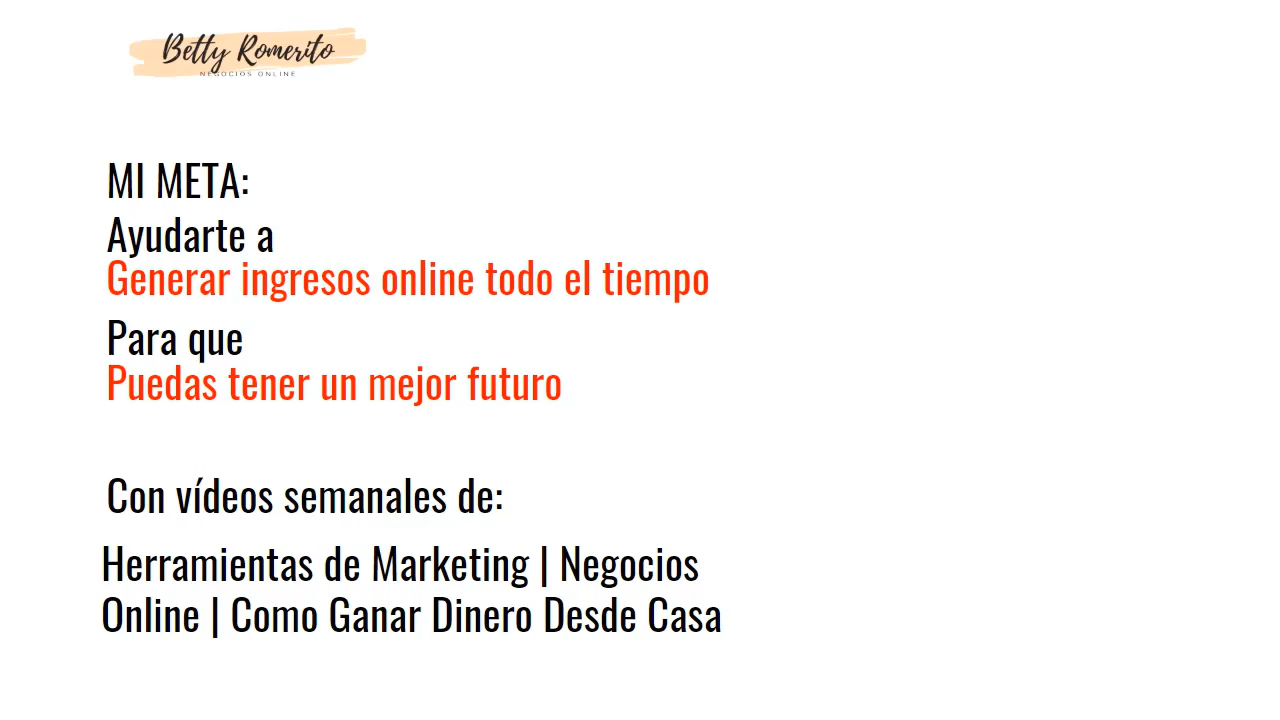 Betty Romerito
NEGOCIOS ONLINE
MI META:
Ayudarte a
Generar ingresos online todo el tiempo
Para que
Puedas tener un mejor futuro
Con vídeos semanales de:
Herramientas de Marketing | Negocios
Online | Como Ganar Dinero Desde Casa